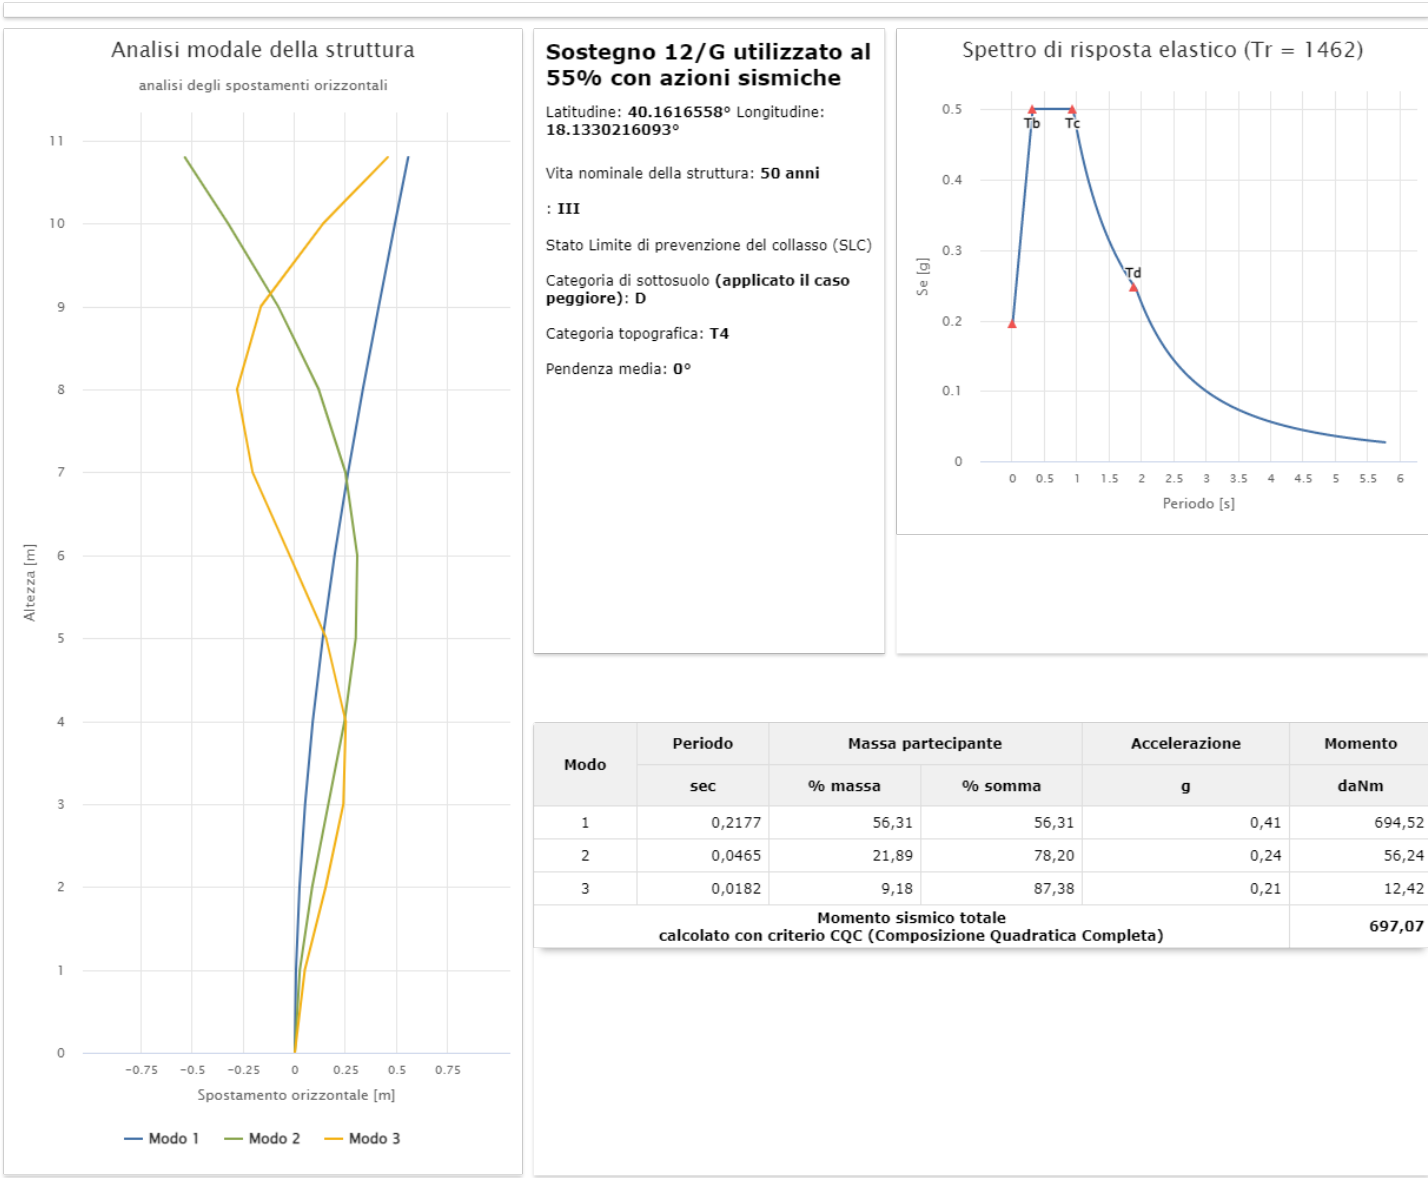 Analisi modale della struttura
analisi degli spostamenti orizzontali
11
10
9
8
7
6
5
4
3
2
1
0
Altezza [m]
−0.75 −0.5 −0.25 0 0.25 0.5 0.75
Spostamento orizzontale [m]
Modo 1 Modo 2 Modo 3
Sostegno 12/G utilizzato al
55% con azioni sismiche
Latitudine: 40.1616558° Longitudine:
18.1330216093°
Vita nominale della struttura: 50 anni
: III
Stato Limite di prevenzione del collasso (SLC)
Categoria di sottosuolo (applicato il caso
peggiore): D
Categoria topografica: T4
Pendenza media: 0°
Spettro di risposta elastico (Tr = 1462)
0.5
0.4
0.3
0.2
0.1
0
Se [g]
Tb Tc
Td
0 0.5 1 1.5 2 2.5 3 3.5 4 4.5 5 5.5 6
Periodo [s]
Modo Periodo Massa partecipante Accelerazione Momento
sec % massa % somma g daNm
1 0,2177 56,31 56,31 0,41 694,52
2 0,0465 21,89 78,20 0,24 56,24
3 0,0182 9,18 87,38 0,21 12,42
Momento sismico totale
calcolato con criterio CQC (Composizione Quadratica Completa) 697,07